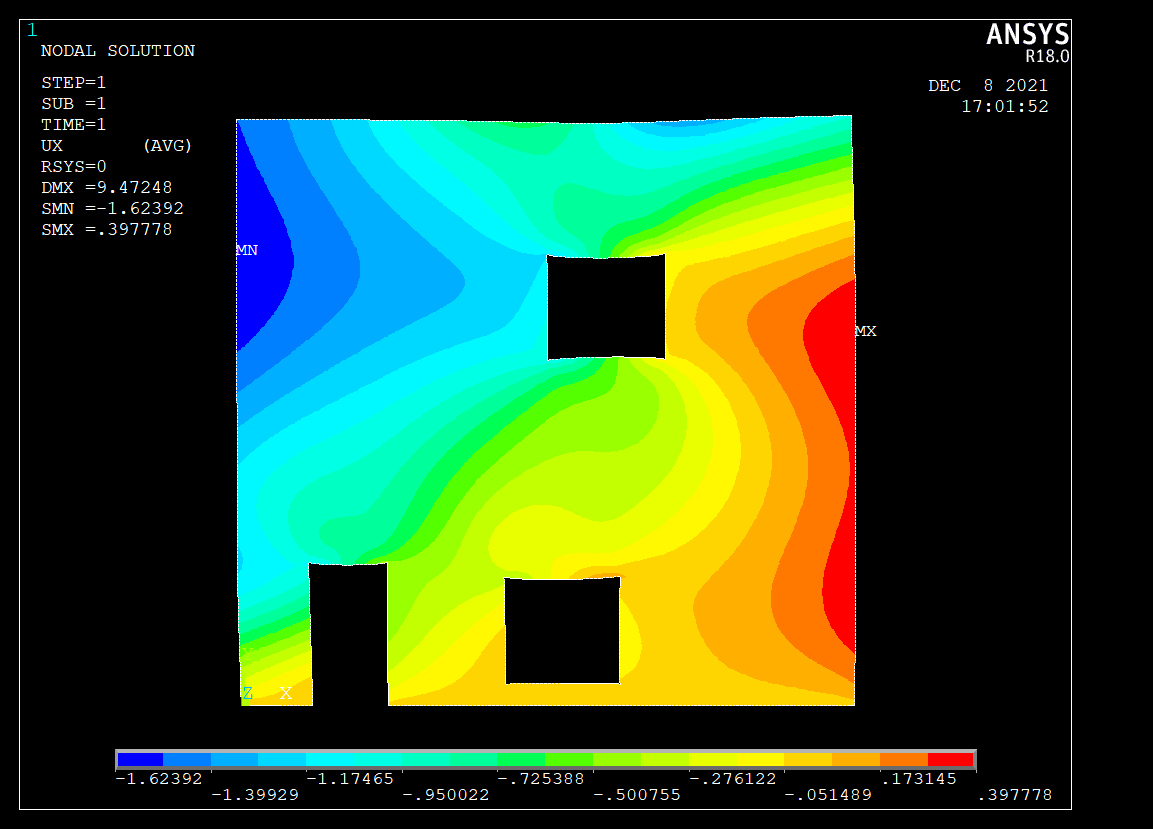 1
ANSYS
R18.0
NODAL SOLUTION
DEC  8 2021
17:01:52
STEP=1
SUB =1
TIME=1
UX       (AVG)
RSYS=0
DMX =9.47248
SMN =-1.62392
SMX =.397778
MN
MX
Z X
-1.62392 -1.17465 -.725388 -.276122 .173145
-1.39929 -.950022 -.500755 -.051489 .397778